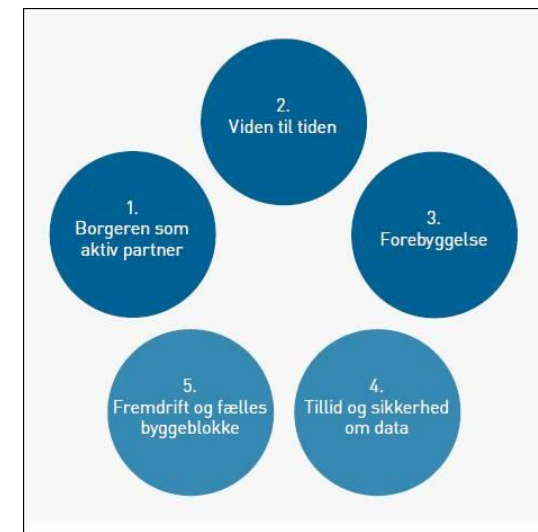 1.
Borgeren som
aktiv partner
2.
Viden til tiden
3.
Forebyggelse
4.
Tillid og sikkerhed
om data
5.
Fremdrift og fælles
byggeblokke